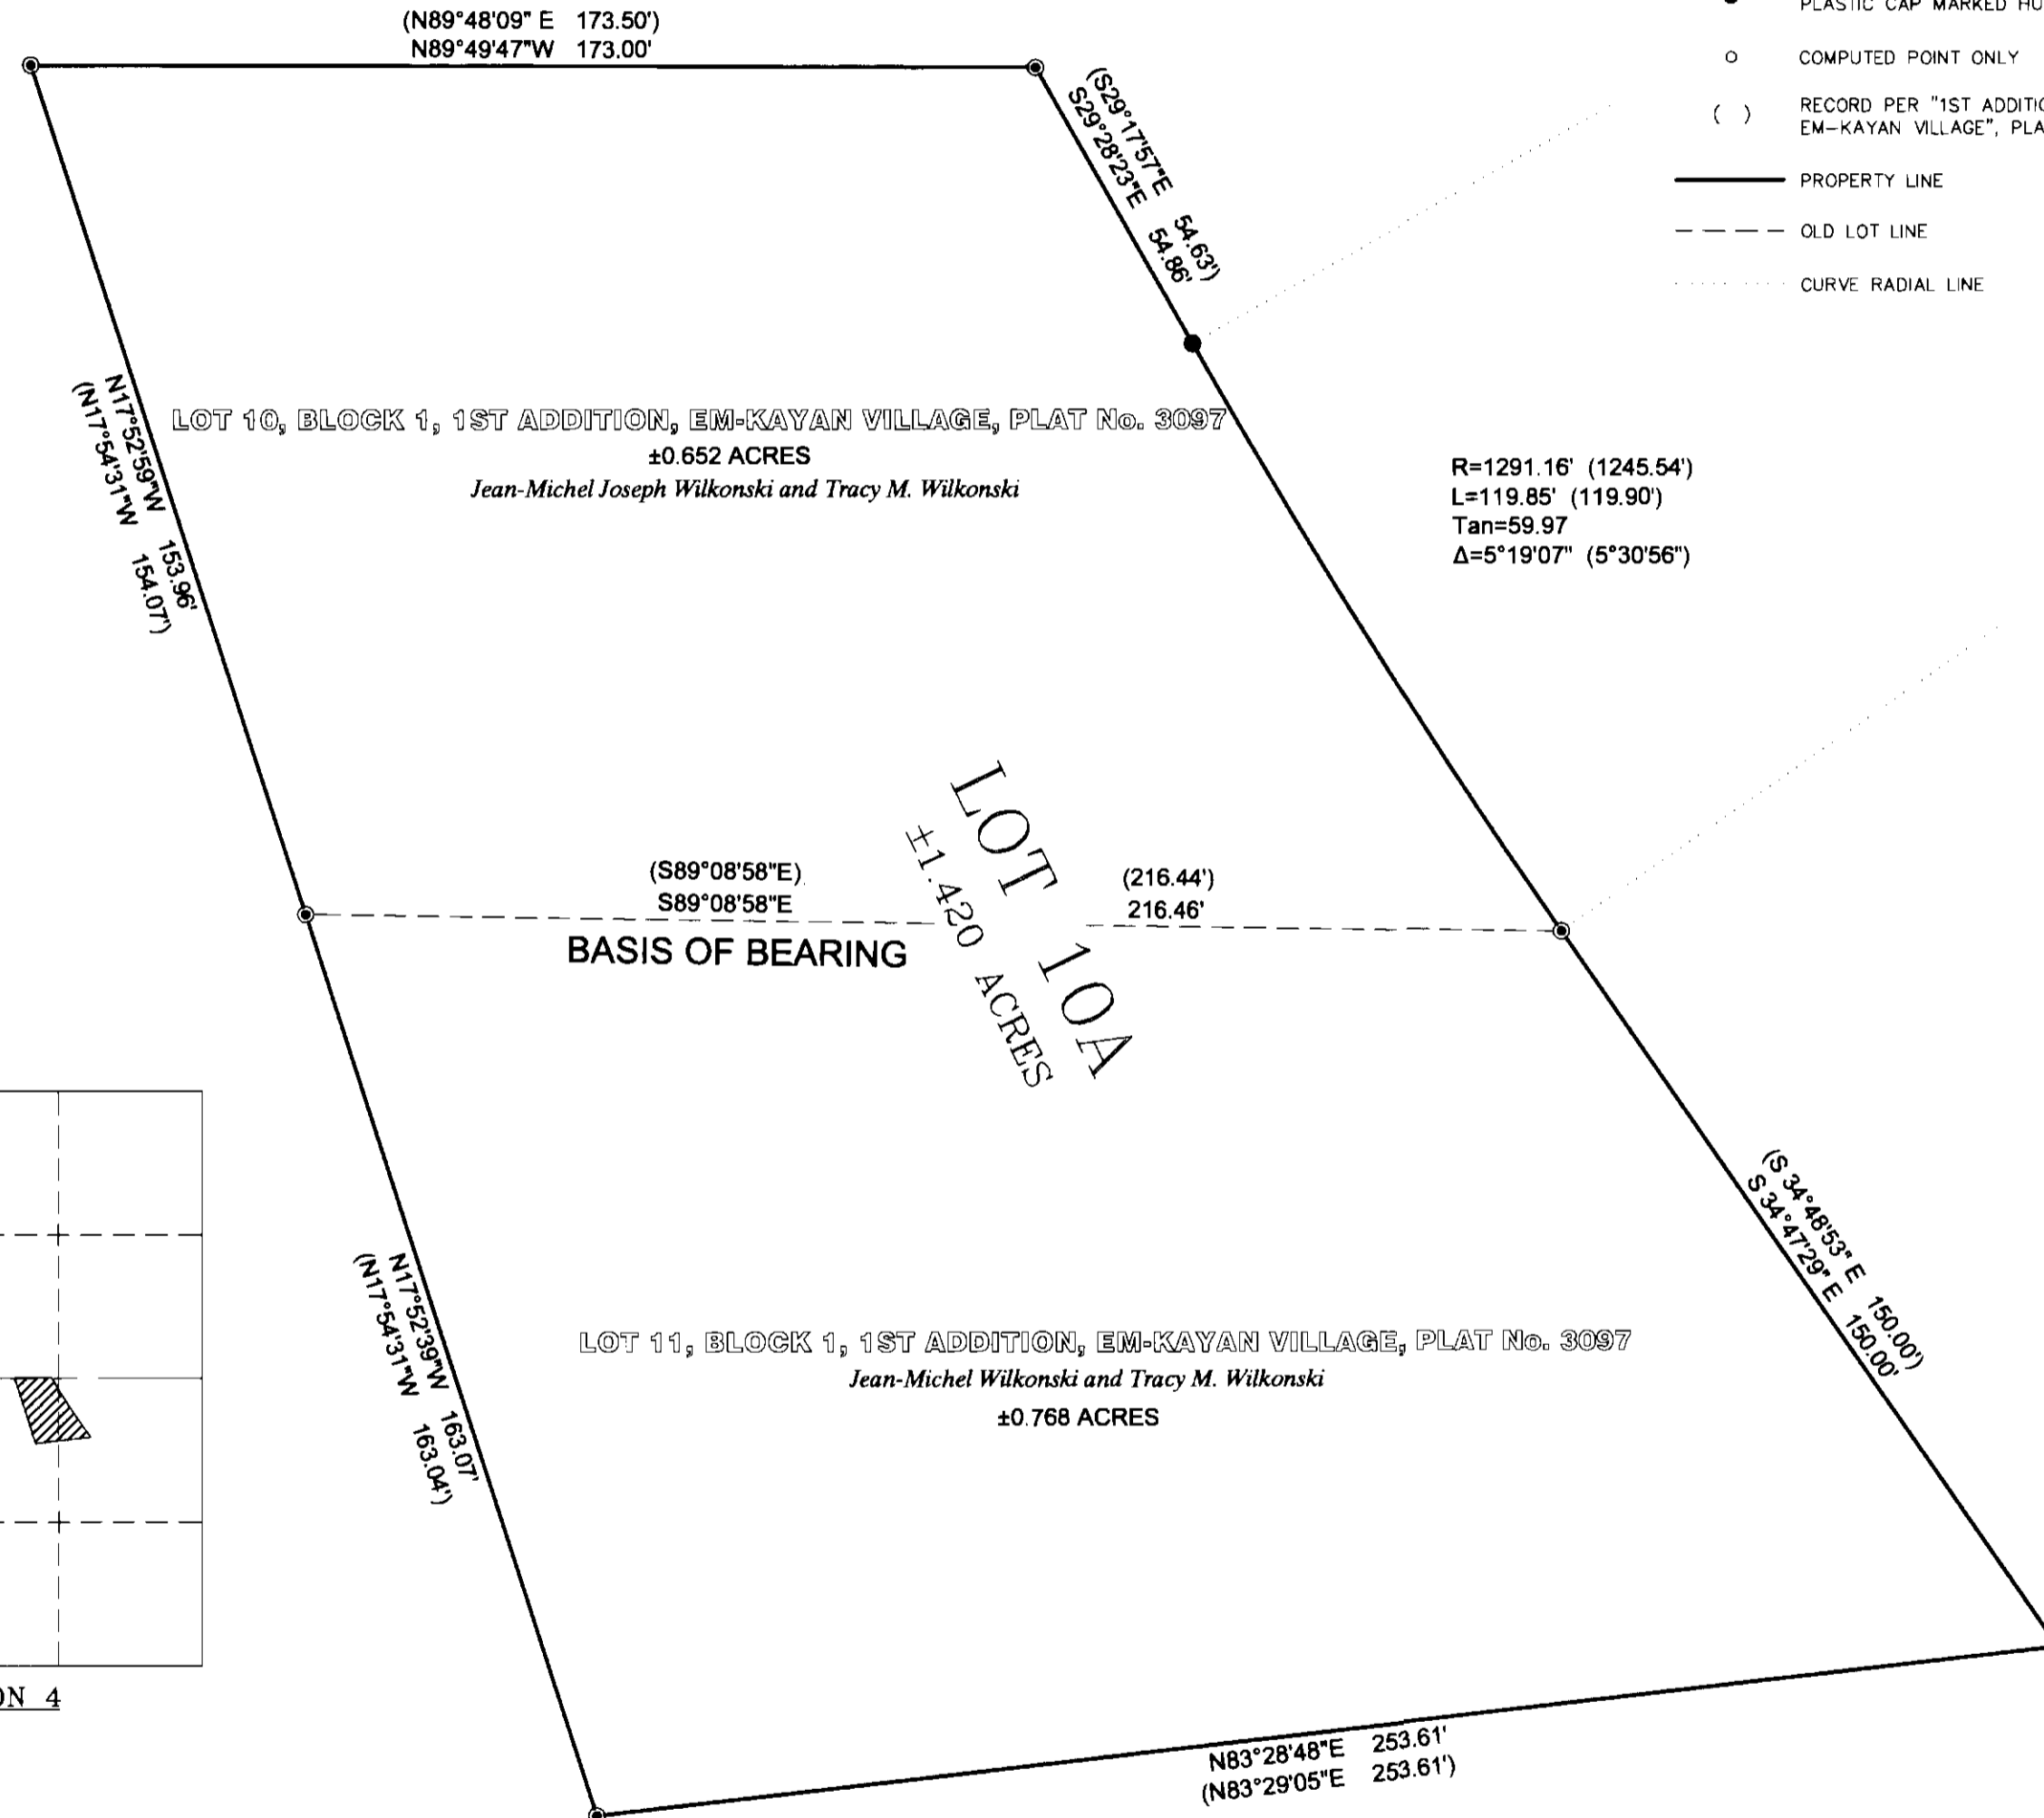 (N89°48'09" E 173.50')
N89°49'47"W 173.00'
PLASTIC CAP MARKED
COMPUTED POINT ONLY
( ) RECORD PER "1ST
EM-KAYAN VILLAGE",
PROPERTY LINE
OLD LOT LINE
CURVE RADIAL LINE
(S29°17'57"E 54.63')
S29°28'23"E 54.86'
N17°52'59"W 153.96'
(N17°54'31"W 154.07')
LOT 10, BLOCK 1, 1ST ADDITION, EM-KAYAN VILLAGE, PLAT No. 3097
±0.652 ACRES
Jean-Michel Joseph Wilkonski and Tracy M. Wilkonski
R=1291.16' (1245.54')
L=119.85' (119.90')
Tan=59.97
Δ=5°19'07" (5°30'56")
LOT 10A
±1.420 ACRES
(S89°08'58"E) (216.44')
S89°08'58"E 216.46'
BASIS OF BEARING
(S 34°48'53" E 150.00')
S 34°47'29" E 150.00'
N17°52'39"W 163.07'
(N17°54'31"W 163.04')
LOT 11, BLOCK 1, 1ST ADDITION, EM-KAYAN VILLAGE, PLAT No. 3097
Jean-Michel Wilkonski and Tracy M. Wilkonski
±0.768 ACRES
4
N83°28'48"E 253.61'
(N83°29'05"E 253.61')